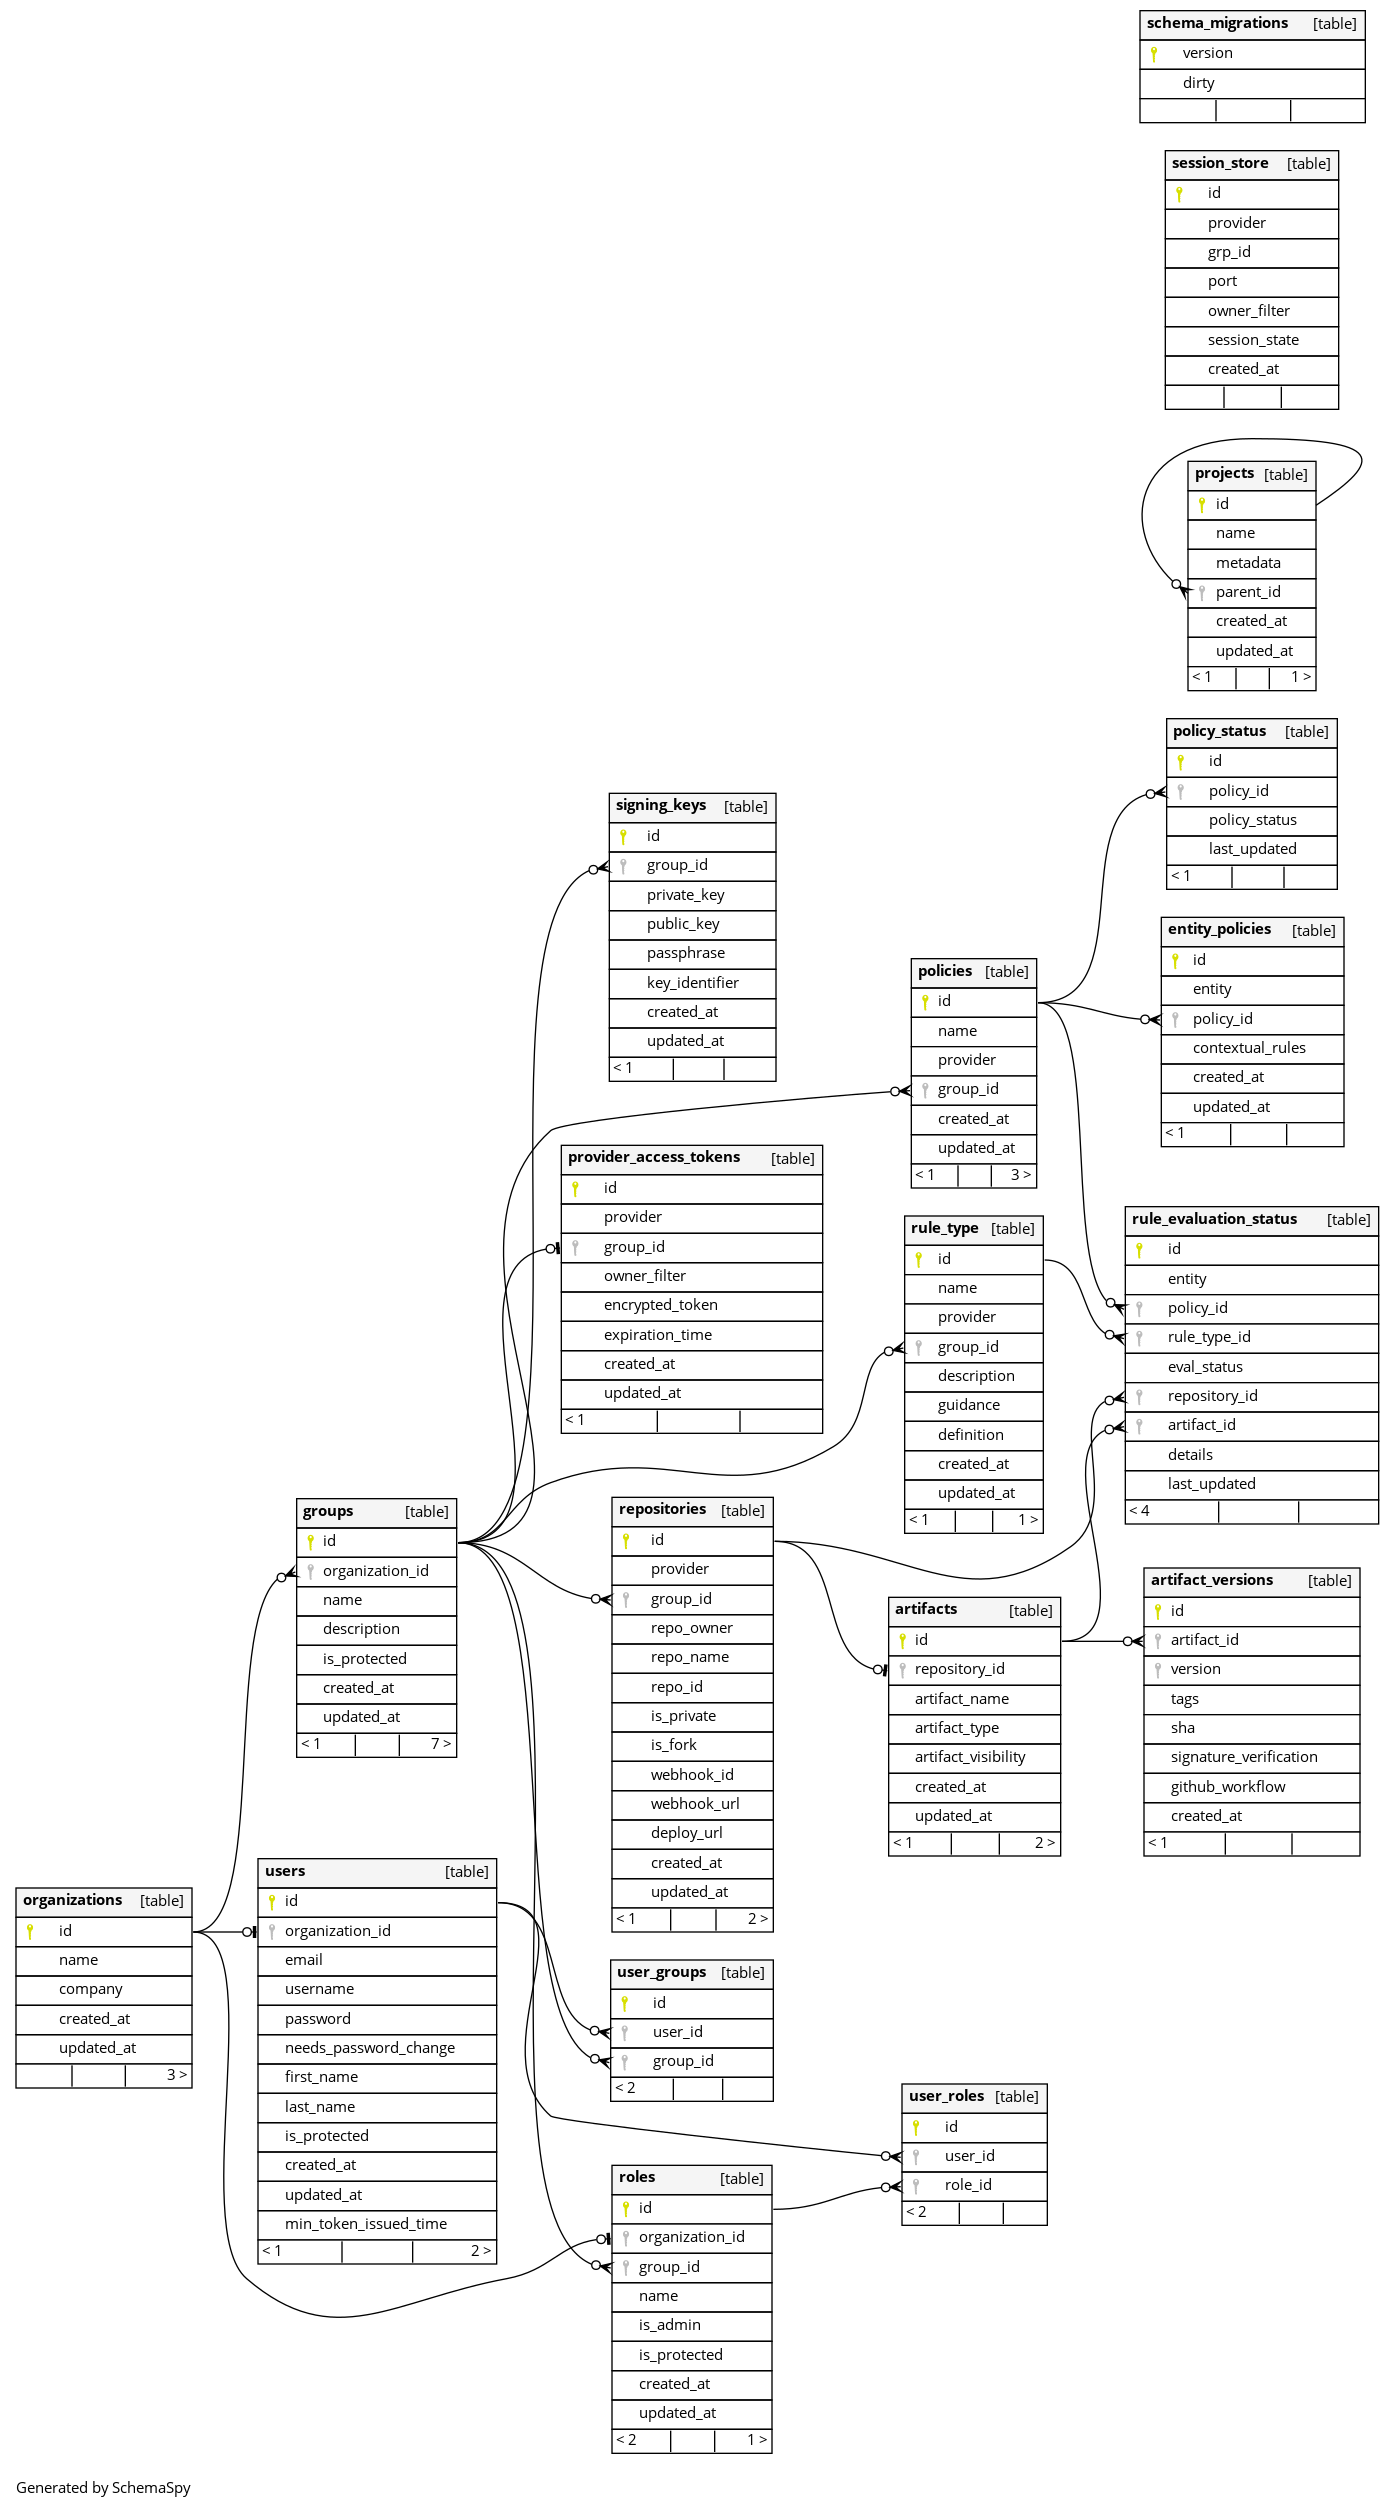 schema_migrations [table]
version
dirty
session_store [table]
id
provider
grp_id
port
owner_filter
session_state
created_at
projects [table]
id
name
metadata
parent_id
created_at
updated_at
< 1 1 >
policy_status [table]
id
policy_id
policy_status
last_updated
< 1
signing_keys [table]
id
group_id
private_key
public_key
passphrase
key_identifier
created_at
updated_at
< 1
entity_policies [table]
id
entity
policy_id
contextual_rules
created_at
updated_at
< 1
policies [table]
id
name
provider
group_id
created_at
updated_at
< 1 3 >
provider_access_tokens [table]
id
provider
group_id
owner_filter
encrypted_token
expiration_time
created_at
updated_at
< 1
rule_type [table]
id
name
provider
group_id
description
guidance
definition
created_at
updated_at
< 1 1 >
rule_evaluation_status [table]
id
entity
policy_id
rule_type_id
eval_status
repository_id
artifact_id
details
last_updated
< 4
groups [table]
id
organization_id
name
description
is_protected
created_at
updated_at
< 1 7 >
repositories [table]
id
provider
group_id
repo_owner
repo_name
repo_id
is_private
is_fork
webhook_id
webhook_url
deploy_url
created_at
updated_at
< 1 2 >
artifacts [table]
id
repository_id
artifact_name
artifact_type
artifact_visibility
created_at
updated_at
< 1 2 >
artifact_versions [table]
id
artifact_id
version
tags
sha
signature_verification
github_workflow
created_at
< 1
organizations [table]
id
name
company
created_at
updated_at
3 >
users [table]
id
organization_id
email
username
password
needs_password_change
first_name
last_name
is_protected
created_at
updated_at
min_token_issued_time
< 1 2 >
user_groups [table]
id
user_id
group_id
< 2
user_roles [table]
id
user_id
role_id
< 2
roles [table]
id
organization_id
group_id
name
is_admin
is_protected
created_at
updated_at
< 2 1 >
Generated by SchemaSpy